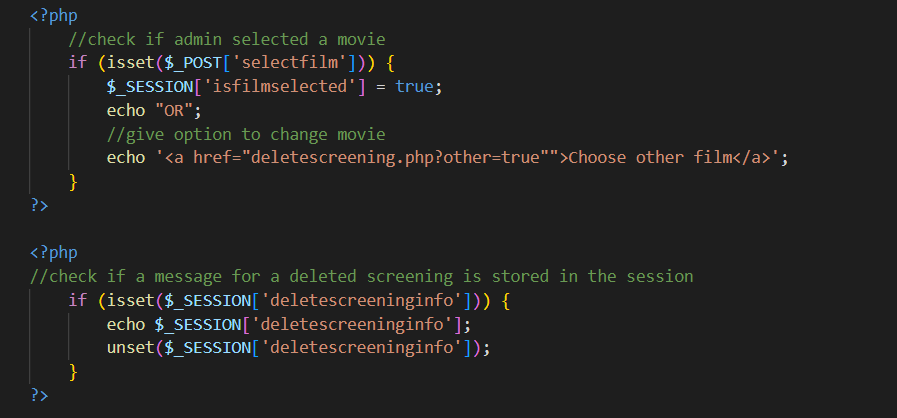 <?php
//check if admin selected a movie
if (isset($_POST['selectfilm'])) {
$_SESSION['isfilmselected'] = true;
echo "OR";
//give option to change movie
echo '<a href="deletescreening.php?other=true"">Choose other film</a>';
}
?>
<?php
//check if a message for a deleted screening is stored in the session
if (isset($_SESSION['deletescreeninginfo'])) {
echo $_SESSION['deletescreeninginfo'];
unset($_SESSION['deletescreeninginfo']);
}
?>